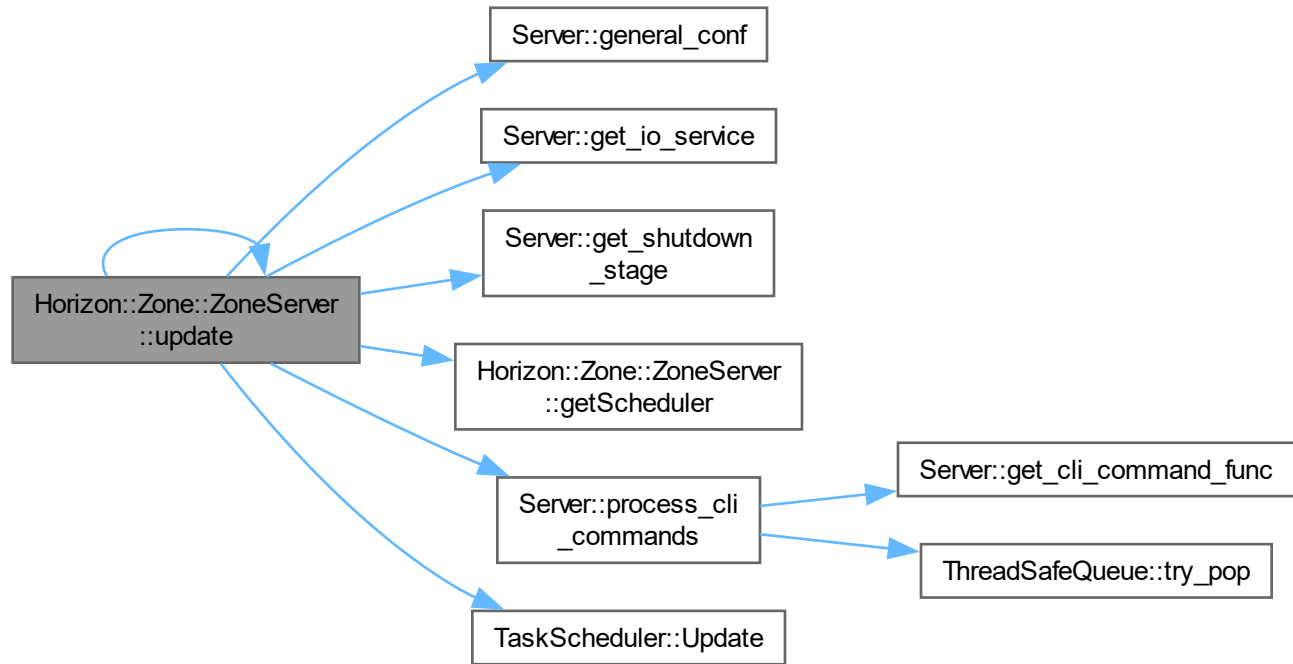 Server::general_conf
Server::get_io_service
Server::get_shutdown
_stage
Horizon::Zone::ZoneServer
::update
Horizon::Zone::ZoneServer
::getScheduler
Server::process_cli
_commands
Server::get_cli_command_func
ThreadSafeQueue::try_pop
TaskScheduler::Update